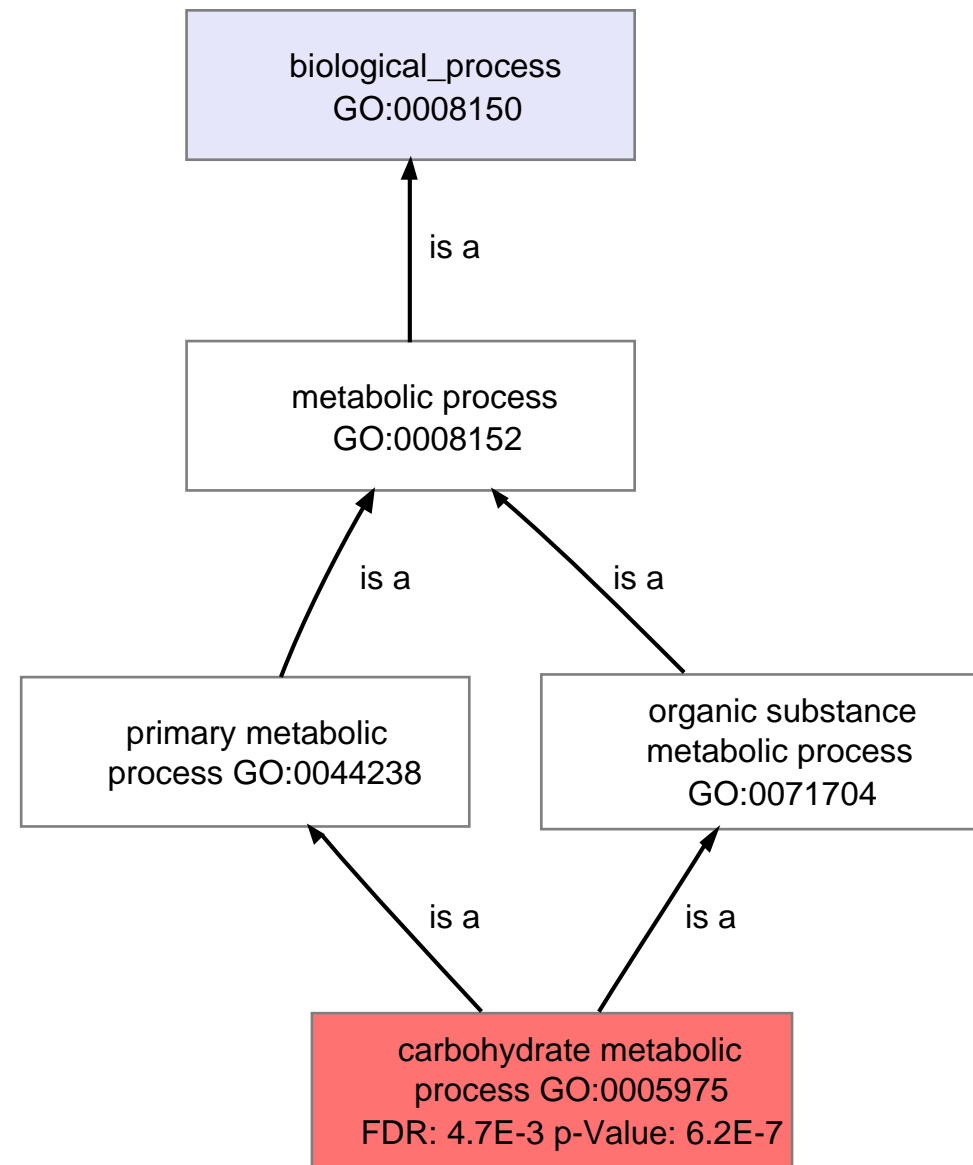 biological_process
GO:0008150
is a
metabolic process
GO:0008152
is a
is a
primary metabolic
process GO:0044238
organic substance
metabolic process
GO:0071704
is a
is a
carbohydrate metabolic
process GO:0005975
FDR: 4.7E-3 p-Value: 6.2E-7